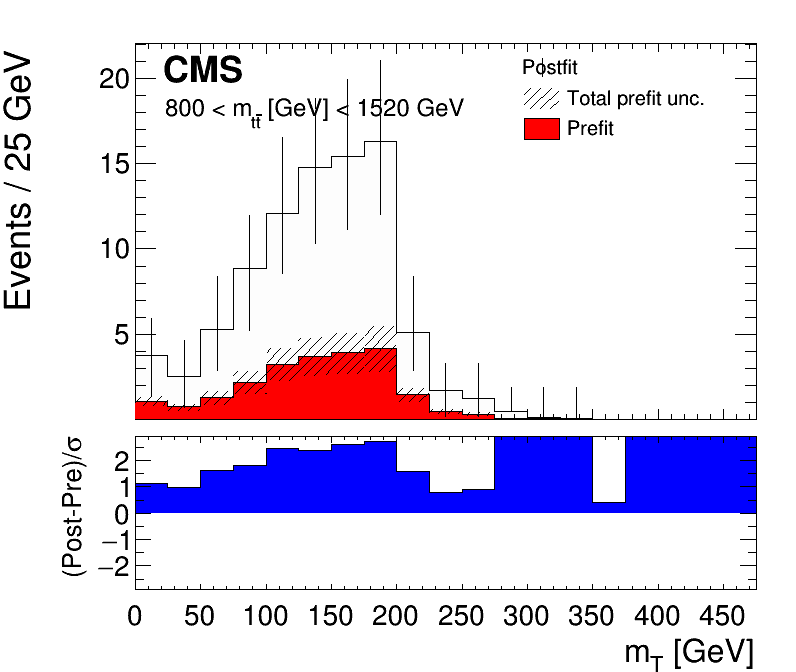 CMS
800 < m_tt̄ [GeV] < 1520 GeV
Postfit
Total prefit unc.
Prefit
Events / 25 GeV
20
15
10
5
(Post-Pre)/σ
2
1
0
−1
−2
0 50 100 150 200 250 300 350 400 450
m_T [GeV]